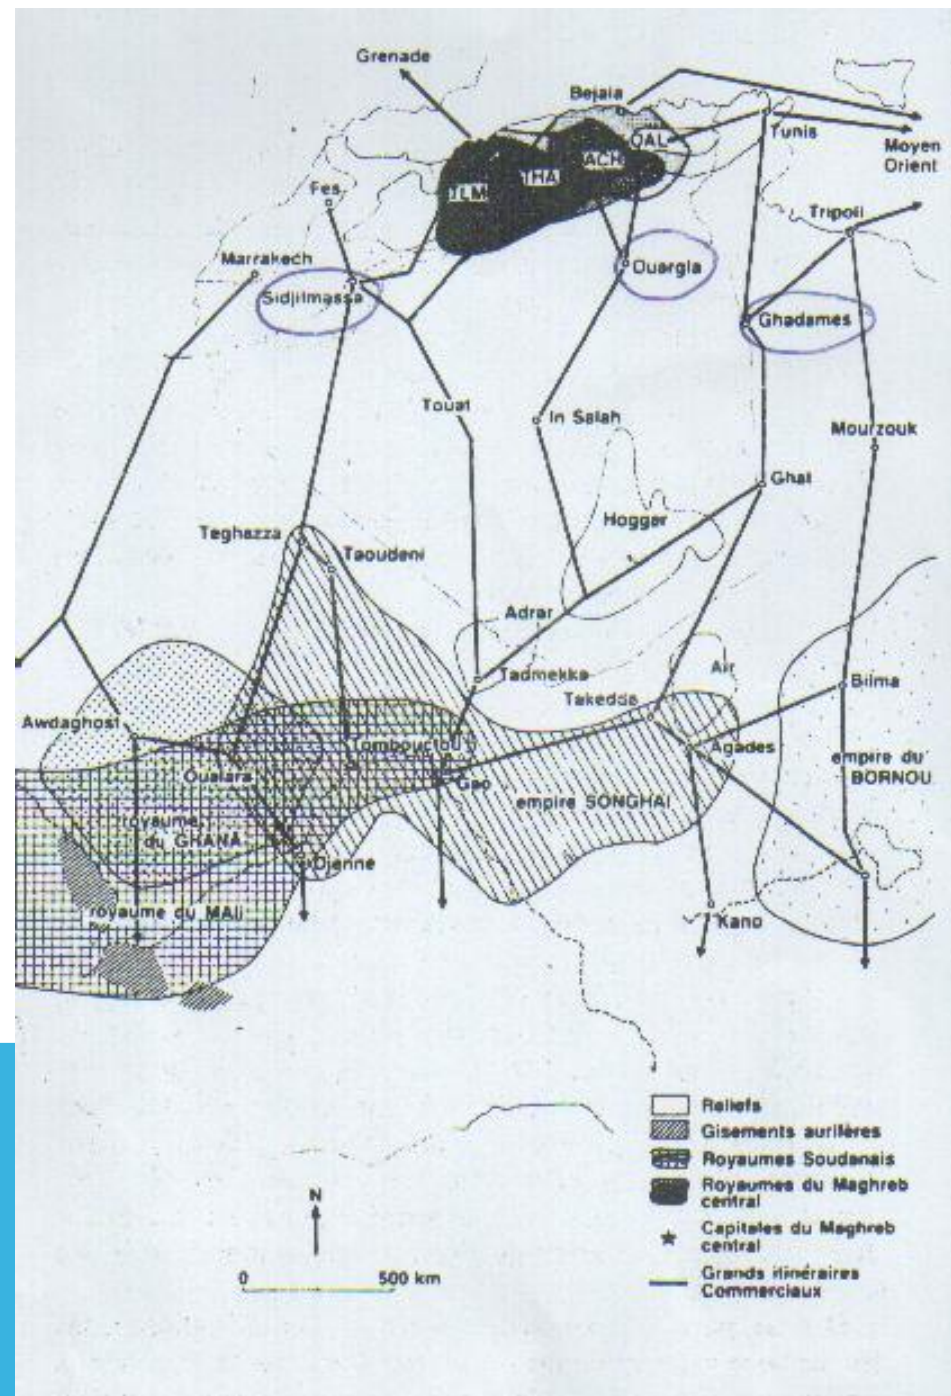 Grenade
Bejaia
Tunis
QAL
Moyen
Orient
ACH
THA
TLM
Fes
Tripoli
Marrakech
Ouargla
Sidjilmassa
Ghadames
Touat
In Salah
Mourzouk
Ghat
Hogger
Teghazza
Taoudeni
Adrar
Air
Tadmekka
Bilma
Takedda
Awdaghost
Tombouctou
Agades
empire du
BORNOU
Oualata
Gao
empire SONGHAI
royaume
du GHANA
Djenne
royaume du MALI
Kano
Reliefs
Gisements aurifères
Royaumes Soudanais
Royaumes du Maghreb
central
N
Capitales du Maghreb
central
0 500 km
Grands itinéraires
Commerciaux